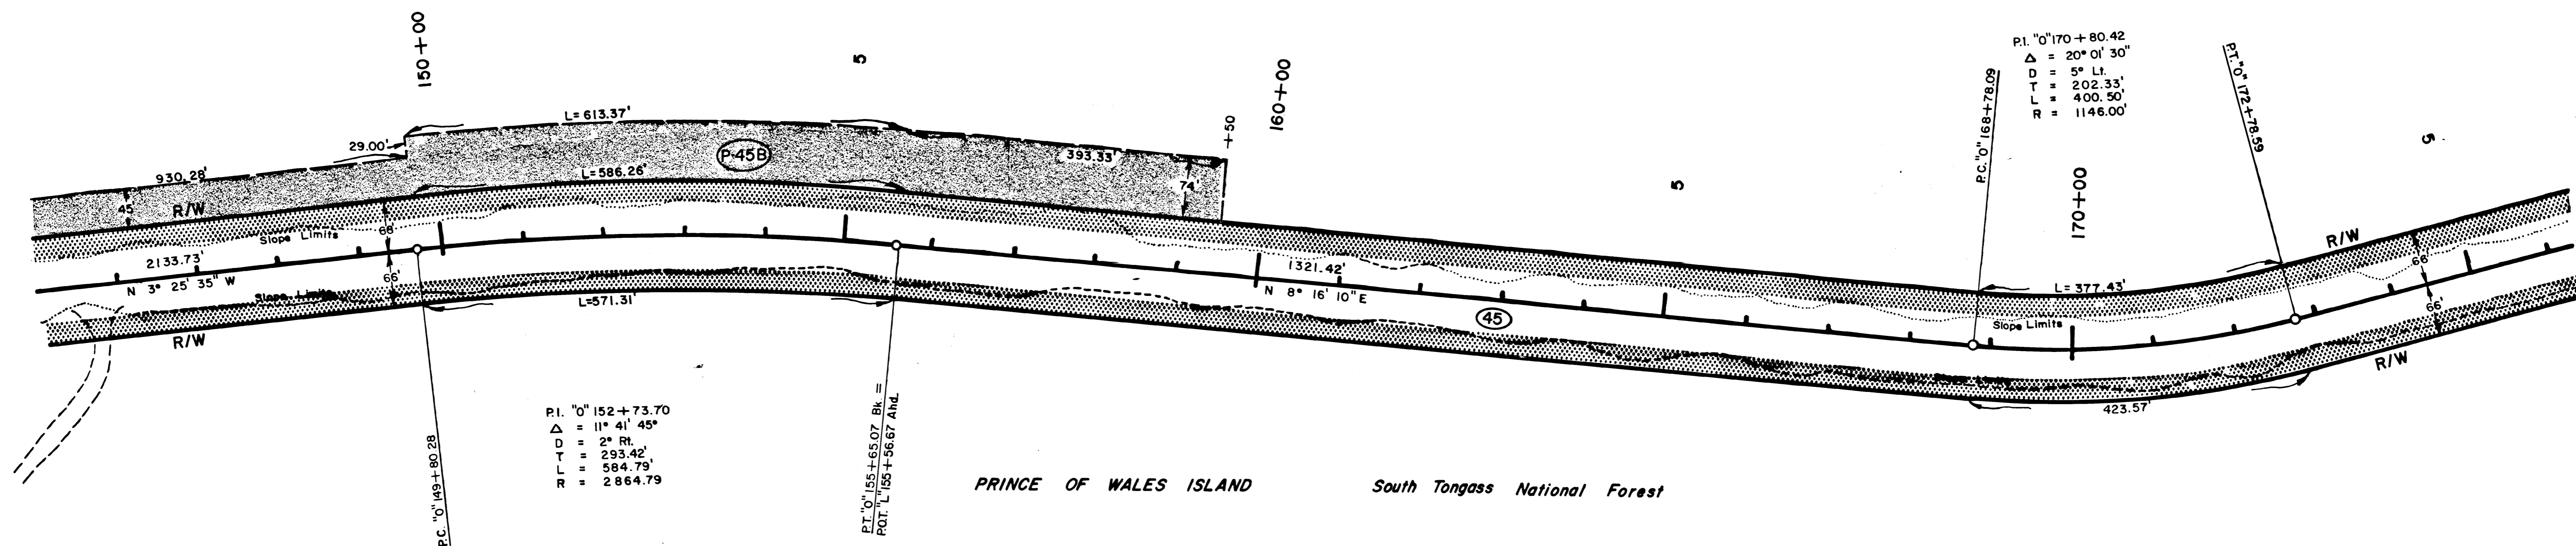 150+00
5
160+00
+50
5
170+00
5
P.I. "O" 170+80.42
Δ = 20° 01' 30"
D = 5° Lt.
T = 202.33'
L = 400.50'
R = 1146.00'
P.C. "O" 168+78.09
P.T. "O" 172+78.59
L= 613.37'
29.00'
930.28'
45'
R/W
P-45B
L=586.26'
393.33'
74'
66'
Slope Limits
2133.73'
N 3° 25' 35" W
Slope Limits
66'
R/W
L=571.31'
1321.42'
N 8° 16' 10" E
45
L= 377.43'
Slope Limits
R/W
66'
66'
Slope Limits
R/W
423.57'
P.C. "O" 149+80.28
P.I. "O" 152+73.70
Δ = 11° 41' 45"
D = 2° Rt.
T = 293.42'
L = 584.79'
R = 2864.79
P.T. "O" 155+65.07 Bk. =
P.O.T. "L" 155+56.67 Ahd.
PRINCE OF WALES ISLAND
South Tongass National Forest